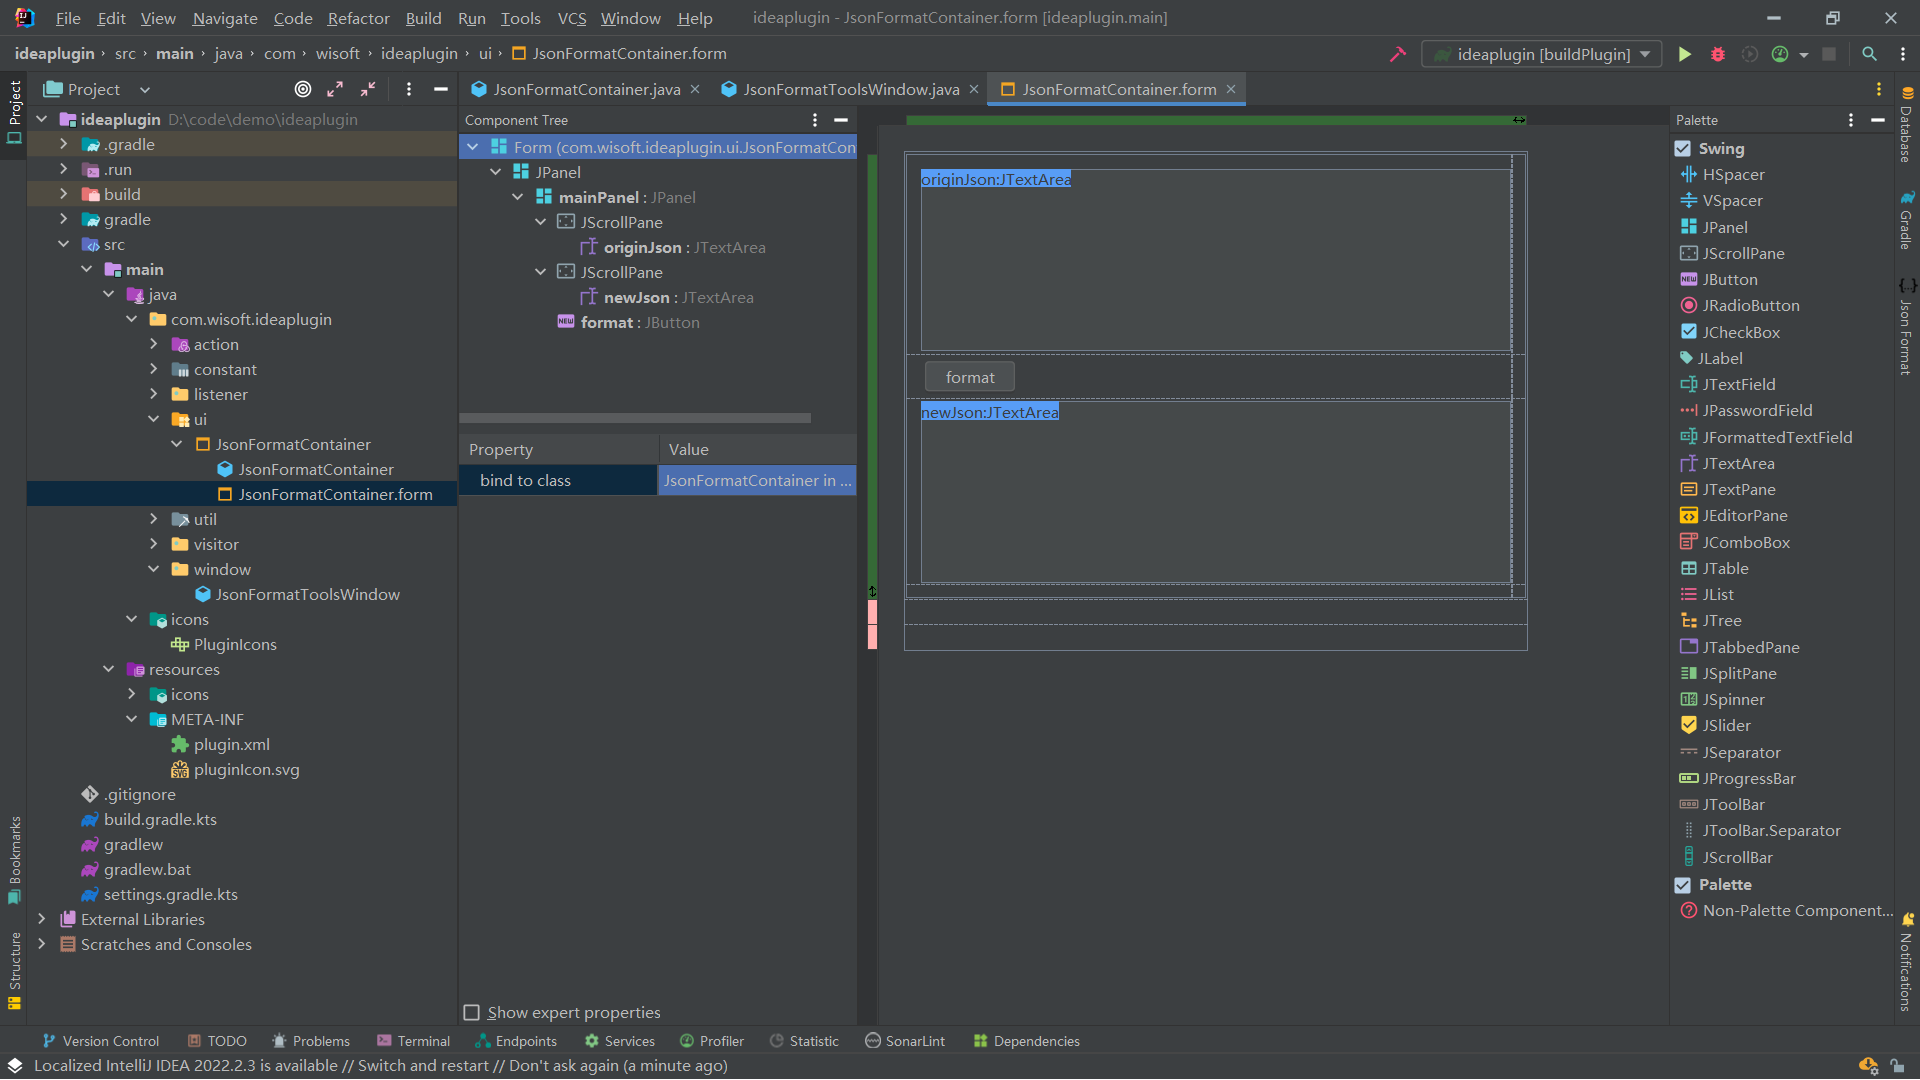 File Edit View Navigate Code Refactor Build Run Tools VCS Window Help ideaplugin - JsonFormatContainer.form [ideaplugin.main]
ideaplugin › src › main › java › com › wisoft › ideaplugin › ui › JsonFormatContainer.form
ideaplugin [buildPlugin]
Project
Project
JsonFormatContainer.java
JsonFormatToolsWindow.java
JsonFormatContainer.form
ideaplugin D:\code\demo\ideaplugin
.gradle
.run
build
gradle
src
main
java
com.wisoft.ideaplugin
action
constant
listener
ui
JsonFormatContainer
JsonFormatContainer
JsonFormatContainer.form
util
visitor
window
JsonFormatToolsWindow
icons
PluginIcons
resources
icons
META-INF
plugin.xml
pluginIcon.svg
.gitignore
build.gradle.kts
gradlew
gradlew.bat
settings.gradle.kts
External Libraries
Scratches and Consoles
Bookmarks
Structure
Component Tree
Form (com.wisoft.ideaplugin.ui.JsonFormatCon
JPanel
mainPanel : JPanel
JScrollPane
originJson : JTextArea
JScrollPane
newJson : JTextArea
format : JButton
Property Value
bind to class JsonFormatContainer in ...
Show expert properties
originJson:JTextArea
format
newJson:JTextArea
Palette
Swing
HSpacer
VSpacer
JPanel
JScrollPane
JButton
JRadioButton
JCheckBox
JLabel
JTextField
JPasswordField
JFormattedTextField
JTextArea
JTextPane
JEditorPane
JComboBox
JTable
JList
JTree
JTabbedPane
JSplitPane
JSpinner
JSlider
JSeparator
JProgressBar
JToolBar
JToolBar.Separator
JScrollBar
Palette
Non-Palette Component...
Database
Gradle
Json Format
Notifications
Version Control TODO Problems Terminal Endpoints Services Profiler Statistic SonarLint Dependencies
Localized IntelliJ IDEA 2022.2.3 is available // Switch and restart // Don't ask again (a minute ago)